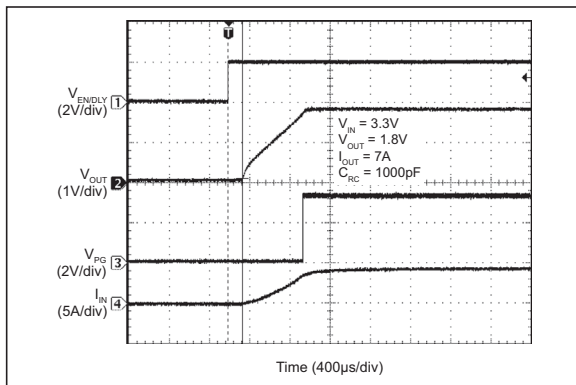 T
V_EN/DLY
(2V/div)
1
V_IN = 3.3V
V_OUT = 1.8V
I_OUT = 7A
C_RC = 1000pF
V_OUT
(1V/div)
2
V_PG
(2V/div)
3
I_IN
(5A/div)
4
Time (400μs/div)